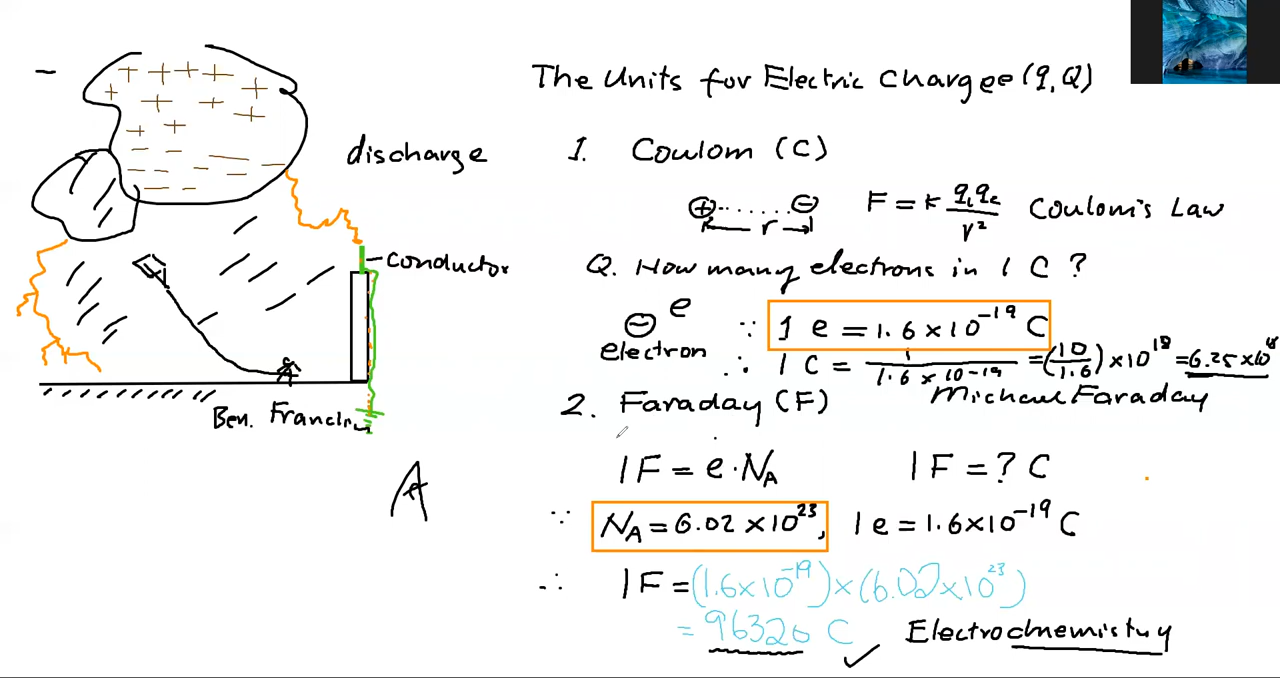 The Units for Electric Chargee (q, Q)
discharge
1. Coulom (C)
r
F = k q₁q₂/r² Coulom's Law
conductor
Q. How many electrons in 1 C ?
e
electron
∵ 1 e = 1.6 × 10⁻¹⁹ C
∴ 1 C = 1/(1.6 × 10⁻¹⁹) = (10/1.6) × 10¹⁸ = 6.25 × 10¹⁸
Ben. Franclin
2. Faraday (F)
Michael Faraday
1 F = e · N_A
1 F = ? C
A
∵ N_A = 6.02 × 10²³, 1 e = 1.6 × 10⁻¹⁹ C
∴ 1 F = (1.6 × 10⁻¹⁹) × (6.02 × 10²³)
= 96320 C ✓
Electrochemistry